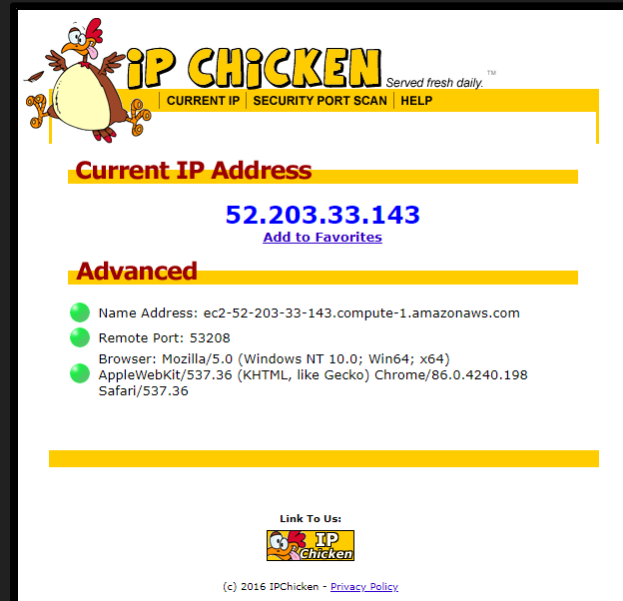 iP CHiCKEN
Served fresh daily. ™
CURRENT IP | SECURITY PORT SCAN | HELP
Current IP Address
52.203.33.143
Add to Favorites
Advanced
Name Address: ec2-52-203-33-143.compute-1.amazonaws.com
Remote Port: 53208
Browser: Mozilla/5.0 (Windows NT 10.0; Win64; x64)
AppleWebKit/537.36 (KHTML, like Gecko) Chrome/86.0.4240.198
Safari/537.36
Link To Us:
IP
Chicken
(c) 2016 IPChicken - Privacy Policy